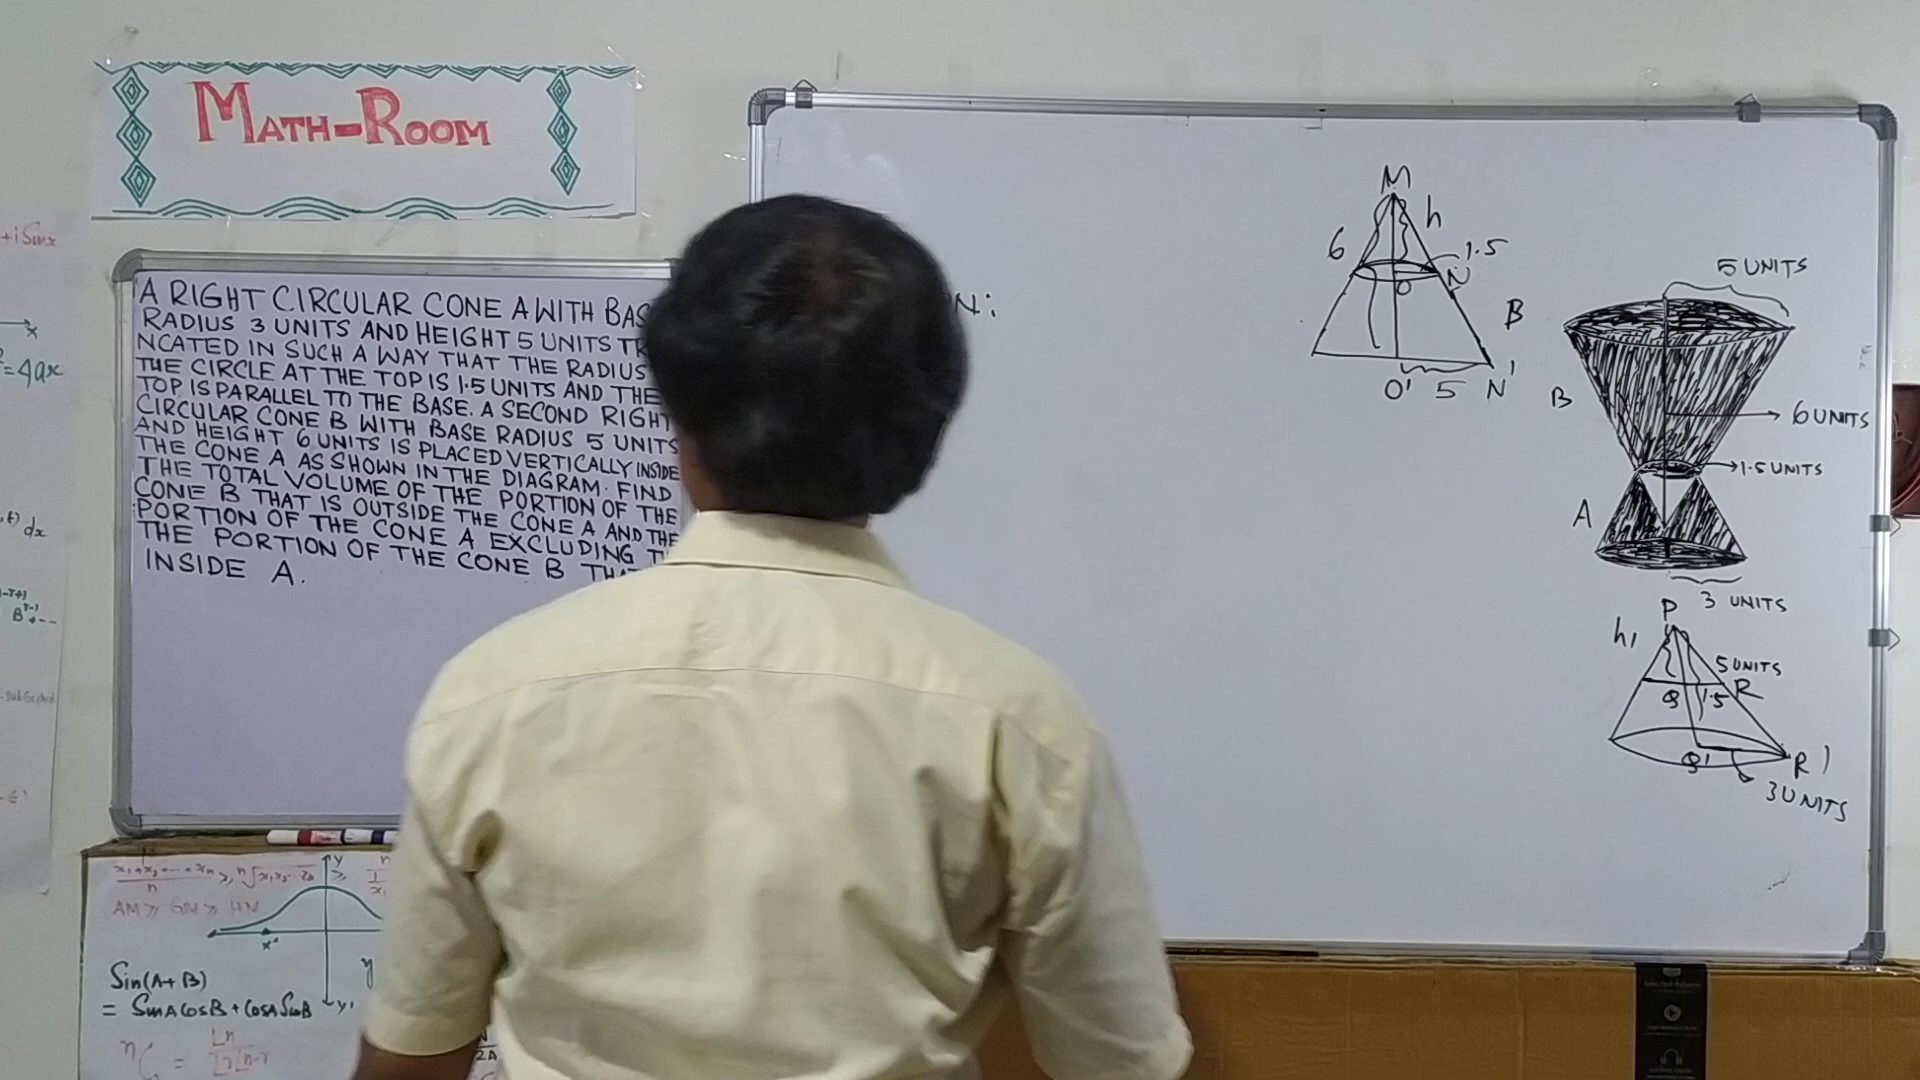 MATH-ROOM
A RIGHT CIRCULAR CONE A WITH BAS
RADIUS 3 UNITS AND HEIGHT 5 UNITS TR
NCATED IN SUCH A WAY THAT THE RADIUS
THE CIRCLE AT THE TOP IS 1.5 UNITS AND THE
TOP IS PARALLEL TO THE BASE. A SECOND RIGHT
CIRCULAR CONE B WITH BASE RADIUS 5 UNITS
AND HEIGHT 6 UNITS IS PLACED VERTICALLY INSIDE
THE CONE A AS SHOWN IN THE DIAGRAM. FIND
THE TOTAL VOLUME OF THE PORTION OF THE
CONE B THAT IS OUTSIDE THE CONE A AND THE
PORTION OF THE CONE A EXCLUDING T
THE PORTION OF THE CONE B THA
INSIDE A.
N:
M
h
6
1.5
O
N
B
O' 5 N'
5 UNITS
B
6 UNITS
1.5 UNITS
A
3 UNITS
P
h1
5 UNITS
Q 1.5 R
Q' R'
3 UNITS
+ i Sinx
x
= 4ax
dx
AM ≥ GM ≥ HM
y
x'
y'
Sin(A+B)
= SinA CosB + CosA SinB